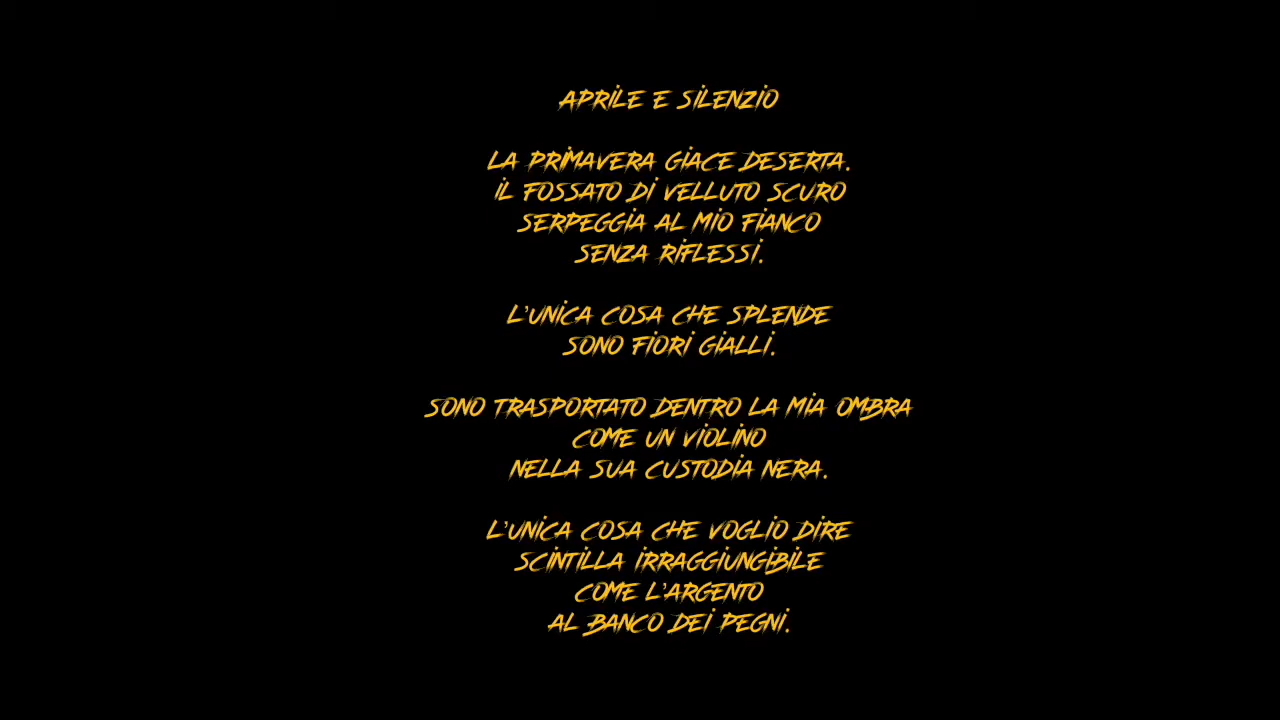 APRILE E SILENZIO
LA PRIMAVERA GIACE DESERTA.
IL FOSSATO DI VELLUTO SCURO
SERPEGGIA AL MIO FIANCO
SENZA RIFLESSI.
L'UNICA COSA CHE SPLENDE
SONO FIORI GIALLI.
SONO TRASPORTATO DENTRO LA MIA OMBRA
COME UN VIOLINO
NELLA SUA CUSTODIA NERA.
L'UNICA COSA CHE VOGLIO DIRE
SCINTILLA IRRAGGIUNGIBILE
COME L'ARGENTO
AL BANCO DEI PEGNI.